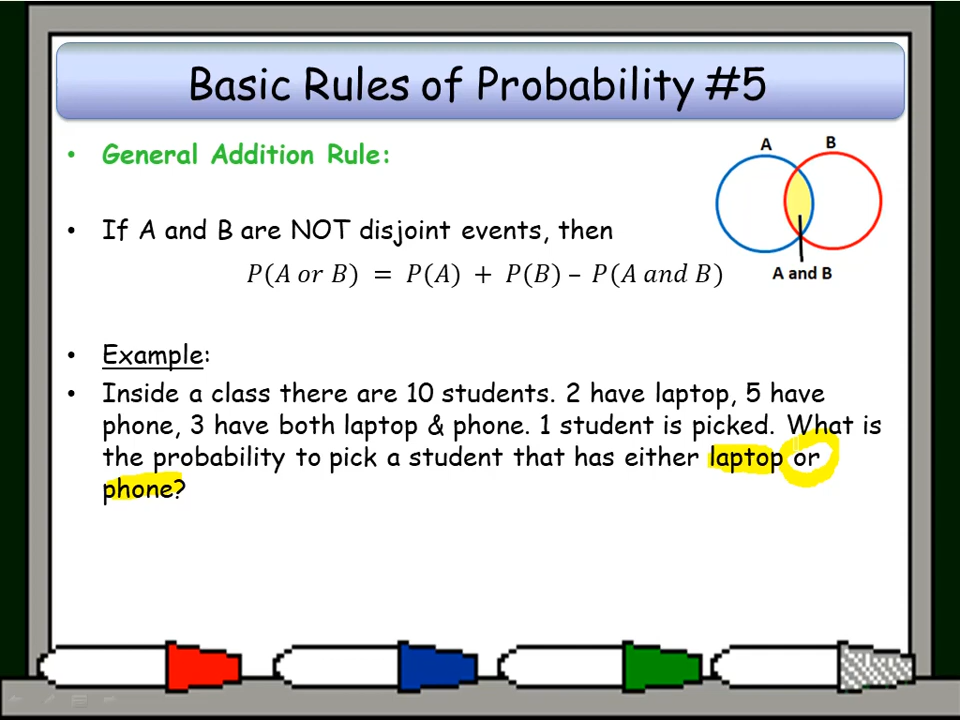 Basic Rules of Probability #5
• General Addition Rule:
A B
• If A and B are NOT disjoint events, then
P(A or B) = P(A) + P(B) – P(A and B)
A and B
• Example:
• Inside a class there are 10 students. 2 have laptop, 5 have
phone, 3 have both laptop & phone. 1 student is picked. What is
the probability to pick a student that has either laptop or
phone?